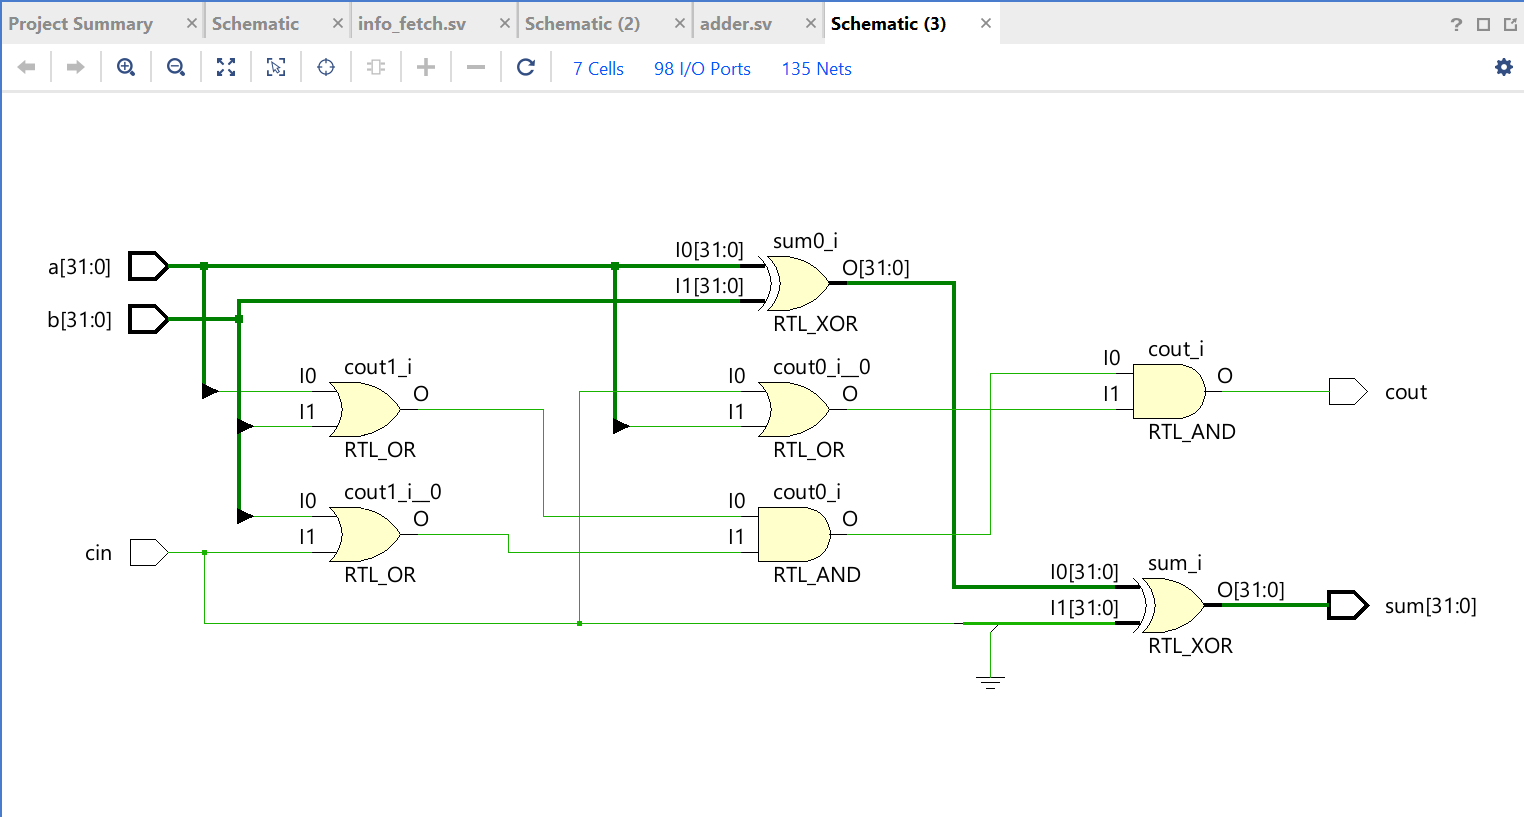 Project Summary × Schematic × info_fetch.sv × Schematic (2) × adder.sv × Schematic (3) × ?
7 Cells 98 I/O Ports 135 Nets
sum0_i
I0[31:0]
a[31:0]
O[31:0]
I1[31:0]
b[31:0]
RTL_XOR
cout_i
I0
cout1_i
cout0_i__0
I0
I0
O
O
O
I1
cout
I1
I1
RTL_AND
RTL_OR
RTL_OR
cout1_i__0
cout0_i
I0
I0
O
O
I1
I1
cin
sum_i
RTL_OR
RTL_AND
I0[31:0]
O[31:0]
I1[31:0]
sum[31:0]
RTL_XOR